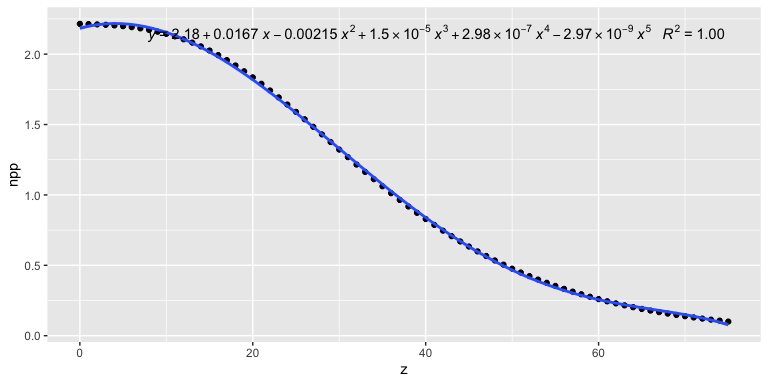 y = 2.18 + 0.0167 x − 0.00215 x² + 1.5 × 10⁻⁵ x³ + 2.98 × 10⁻⁷ x⁴ − 2.97 × 10⁻⁹ x⁵ R² = 1.00
2.0
1.5
1.0
0.5
0.0
npp
0 20 40 60
z